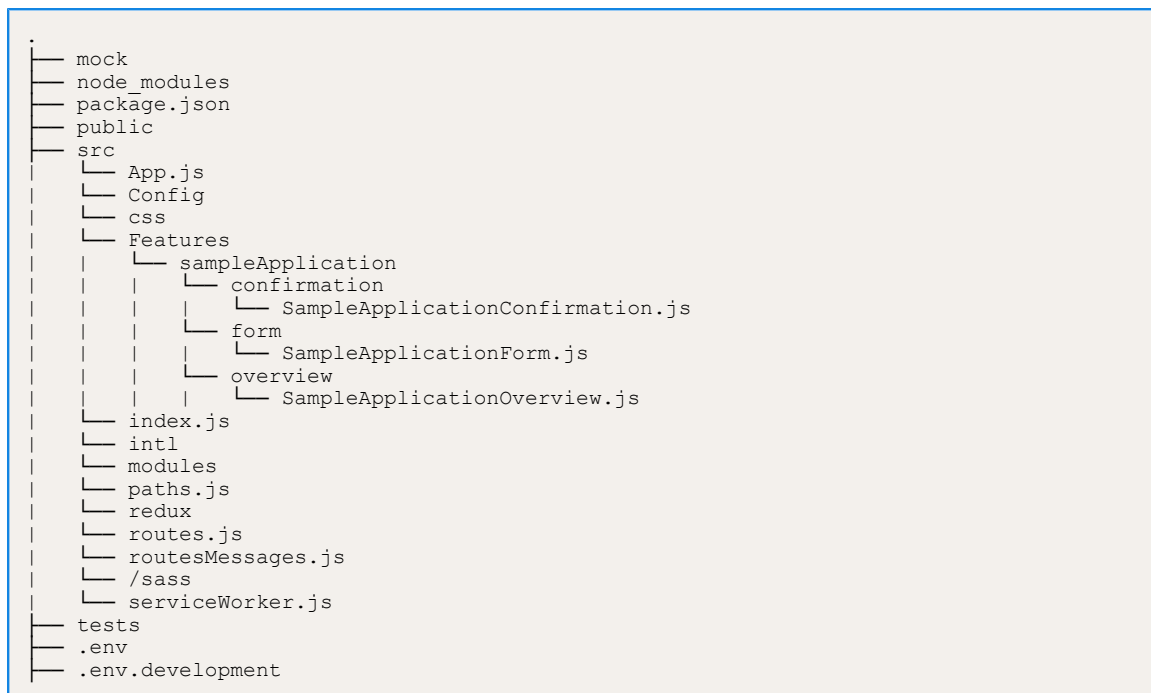 .
├── mock
├── node_modules
├── package.json
├── public
├── src
|   └── App.js
|   └── Config
|   └── css
|   └── Features
|   |   └── sampleApplication
|   |   |   └── confirmation
|   |   |   |   └── SampleApplicationConfirmation.js
|   |   |   └── form
|   |   |   |   └── SampleApplicationForm.js
|   |   |   └── overview
|   |   |   |   └── SampleApplicationOverview.js
|   └── index.js
|   └── intl
|   └── modules
|   └── paths.js
|   └── redux
|   └── routes.js
|   └── routesMessages.js
|   └── /sass
|   └── serviceWorker.js
├── tests
├── .env
├── .env.development